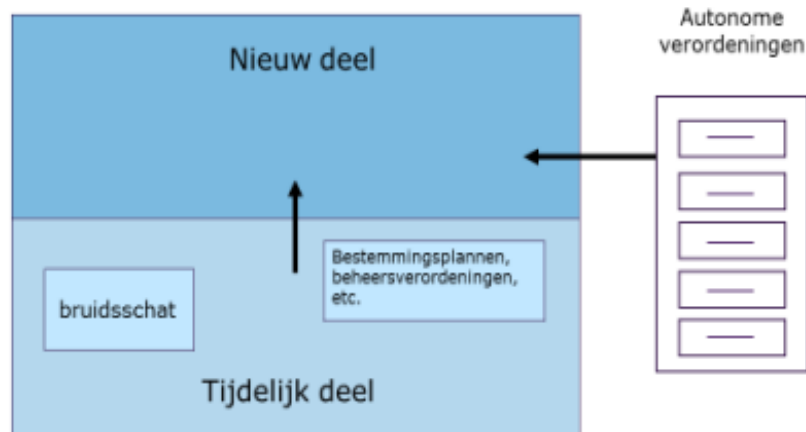 Autonome
verordeningen
Nieuw deel
Bestemmingsplannen,
beheersverordeningen,
etc.
bruidsschat
Tijdelijk deel